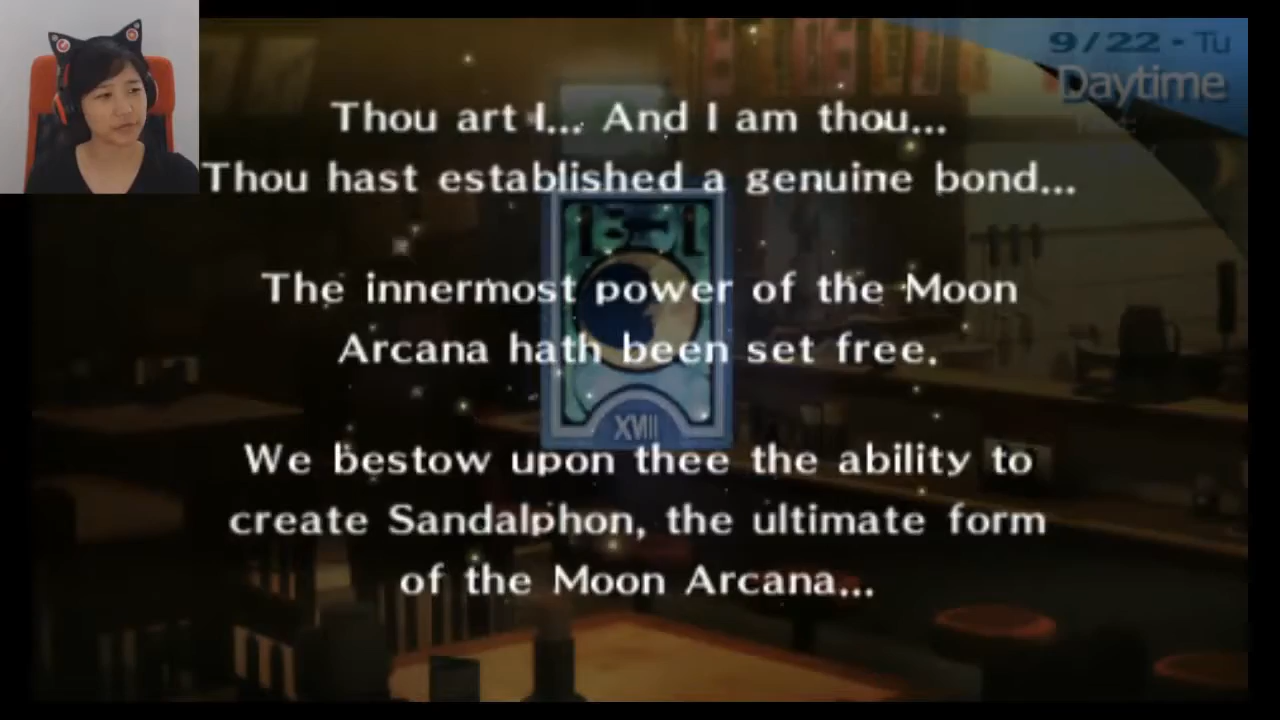 9/22 • Tu
Daytime
Thou art I... And I am thou...
Thou hast established a genuine bond...
The innermost power of the Moon
Arcana hath been set free.
XVIII
We bestow upon thee the ability to
create Sandalphon, the ultimate form
of the Moon Arcana...